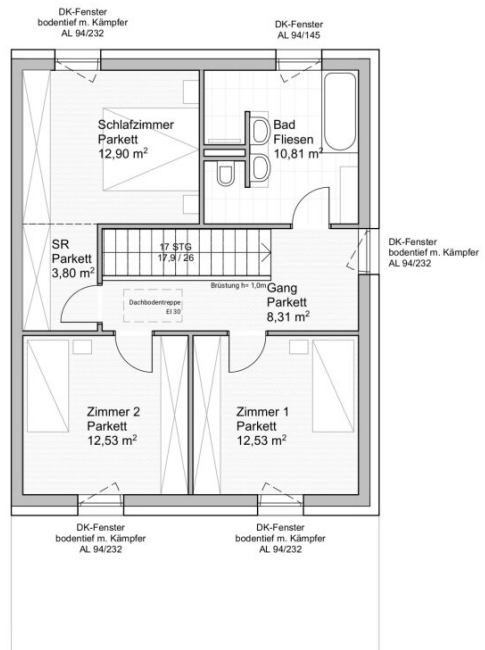 DK-Fenster
bodentief m. Kämpfer
AL 94/232
DK-Fenster
AL 94/145
Schlafzimmer
Parkett
12,90 m²
Bad
Fliesen
10,81 m²
SR
Parkett
3,80 m²
17 STG
17,9 / 26
DK-Fenster
bodentief m. Kämpfer
AL 94/232
Brüstung h= 1,0m
Gang
Parkett
8,31 m²
Dachbodentreppe
EI 30
Zimmer 2
Parkett
12,53 m²
Zimmer 1
Parkett
12,53 m²
DK-Fenster
bodentief m. Kämpfer
AL 94/232
DK-Fenster
bodentief m. Kämpfer
AL 94/232